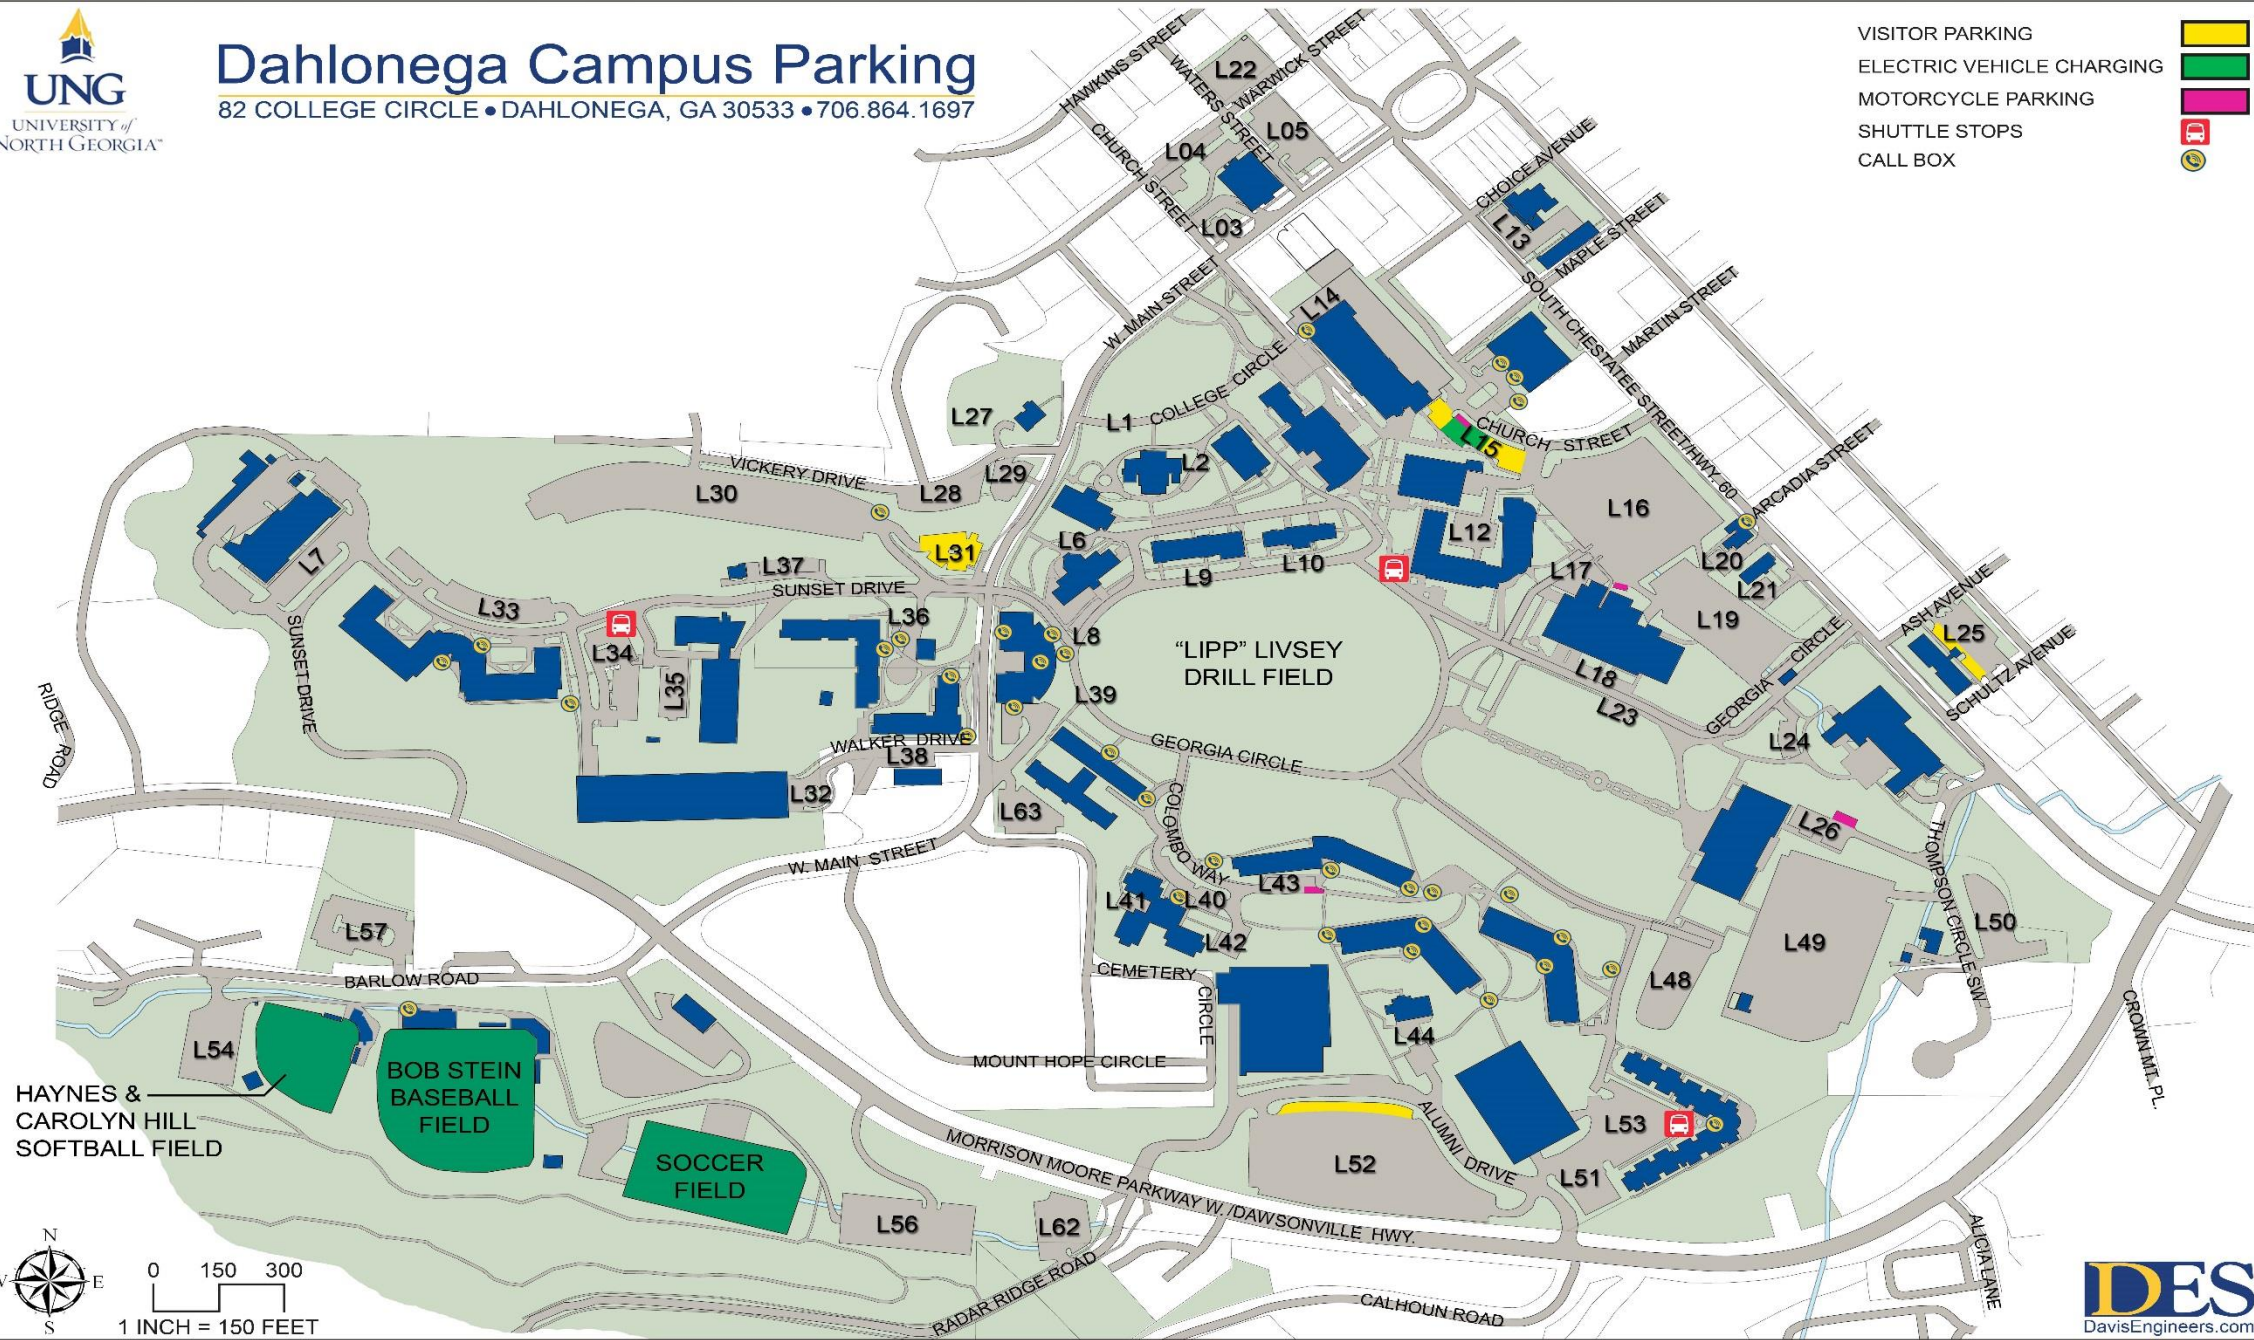 UNG
UNIVERSITY of
NORTH GEORGIA™
Dahlonega Campus Parking
82 COLLEGE CIRCLE • DAHLONEGA, GA 30533 • 706.864.1697
VISITOR PARKING
ELECTRIC VEHICLE CHARGING
MOTORCYCLE PARKING
SHUTTLE STOPS
CALL BOX
HAWKINS STREET
WATERS STREET
WARWICK STREET
CHURCH STREET
L22
L05
L04
L03
CHOICE AVENUE
L13
MAPLE STREET
W. MAIN STREET
SOUTH CHESTATEE STREET/HWY. 60
MARTIN STREET
L14
COLLEGE CIRCLE
L1
L27
L2
L15
CHURCH STREET
ARCADIA STREET
VICKERY DRIVE
L30
L28
L29
L16
L31
L6
L12
L7
L37
L9
L10
L17
L20
L21
SUNSET DRIVE
L33
L36
L19
ASH AVENUE
L25
SUNSET DRIVE
L34
L35
L8
"LIPP" LIVSEY
DRILL FIELD
L18
GEORGIA CIRCLE
SCHULTZ AVENUE
L39
L23
RIDGE ROAD
WALKER DRIVE
L38
GEORGIA CIRCLE
L24
L32
L63
COLOMBO WAY
L26
THOMPSON CIRCLE SW
W. MAIN STREET
L43
L41
L40
L42
L57
L50
L49
L48
CEMETERY
CIRCLE
BARLOW ROAD
L54
L44
CROWN MT. PL.
MOUNT HOPE CIRCLE
HAYNES &
CAROLYN HILL
SOFTBALL FIELD
BOB STEIN
BASEBALL
FIELD
L53
ALUMNI DRIVE
L52
L51
SOCCER
FIELD
MORRISON MOORE PARKWAY W./DAWSONVILLE HWY.
L56
L62
ALICIA LANE
RADAR RIDGE ROAD
CALHOUN ROAD
N
W
E
S
0 150 300
1 INCH = 150 FEET
DES
DavisEngineers.com